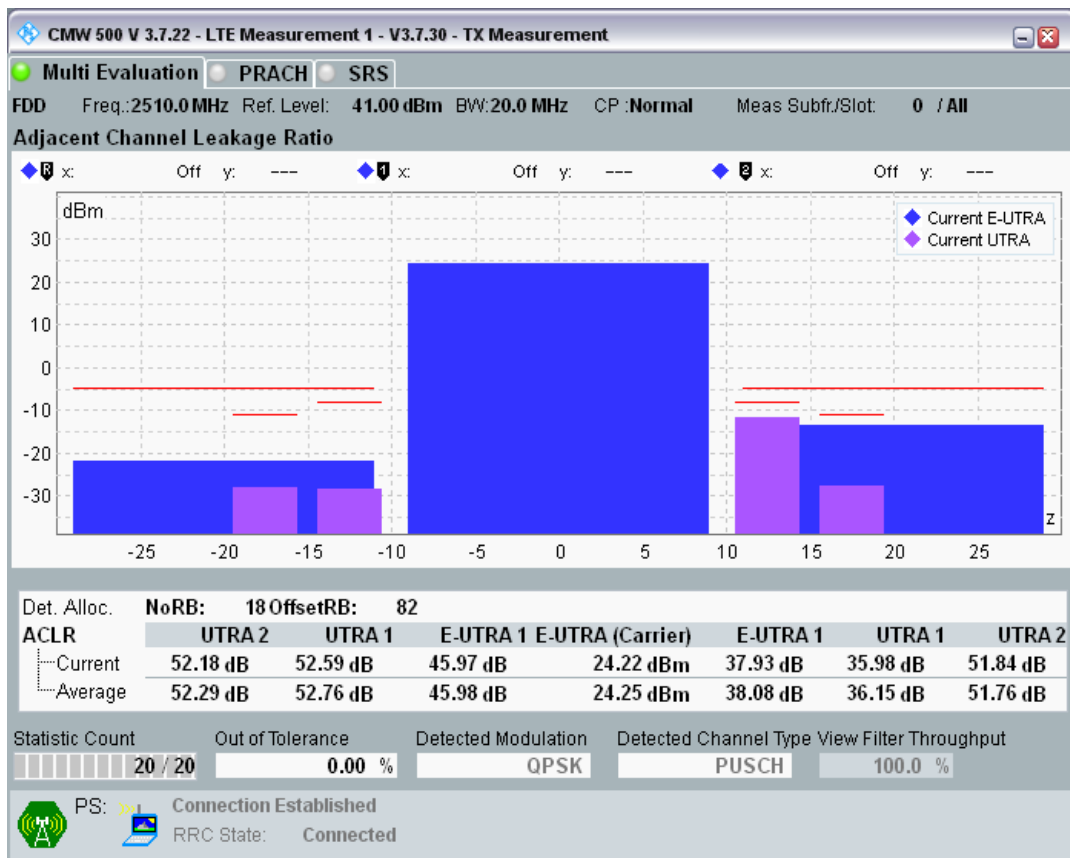 CMW 500 V 3.7.22 - LTE Measurement 1 - V3.7.30 - TX Measurement
Multi Evaluation PRACH SRS
FDD Freq.:2510.0 MHz Ref. Level: 41.00 dBm BW:20.0 MHz CP :Normal Meas Subfr./Slot: 0 / All
Adjacent Channel Leakage Ratio
R x: Off y: --- 1 x: Off y: --- 2 x: Off y: ---
dBm
Current E-UTRA
Current UTRA
30
20
10
0
-10
-20
-30
z
-25 -20 -15 -10 -5 0 5 10 15 20 25
Det. Alloc. NoRB: 18 OffsetRB: 82
ACLR UTRA 2 UTRA 1 E-UTRA 1 E-UTRA (Carrier) E-UTRA 1 UTRA 1 UTRA 2
Current 52.18 dB 52.59 dB 45.97 dB 24.22 dBm 37.93 dB 35.98 dB 51.84 dB
Average 52.29 dB 52.76 dB 45.98 dB 24.25 dBm 38.08 dB 36.15 dB 51.76 dB
Statistic Count Out of Tolerance Detected Modulation Detected Channel Type View Filter Throughput
20 / 20 0.00 % QPSK PUSCH 100.0 %
PS: Connection Established
RRC State: Connected